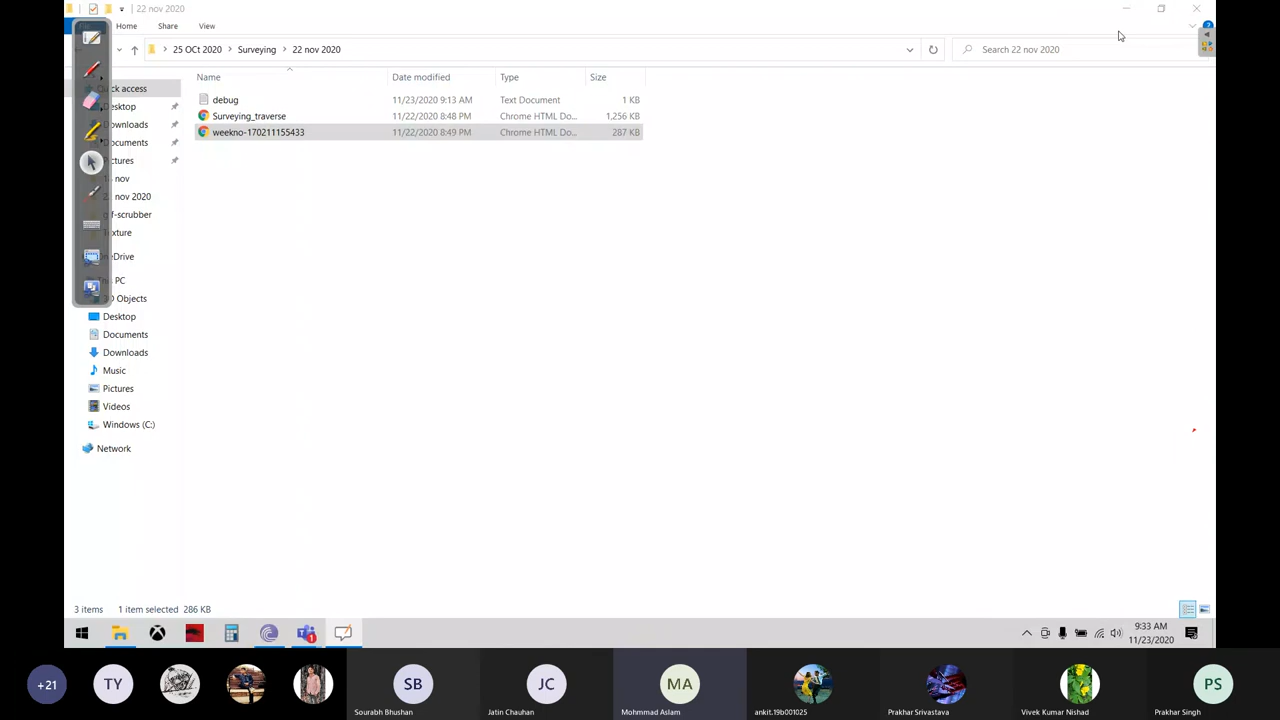 22 nov 2020
Home Share View
25 OCt 2020 Surveying 22 nov 2020 Search 22 nov 2020
Name Date modified Type Size
debug 11/23/2020 9:13 AM Text Document 1 KB
Surveying_traverse 11/22/2020 8:48 PM Chrome HTML Do... 1,256 KB
weekno-170211155433 11/22/2020 8:49 PM Chrome HTML Do... 287 KB
ck access
Desktop
ownloads
ocuments
ctures
nov
nov 2020
f-scrubber
xture
neDrive
PC
Objects
Desktop
Documents
Downloads
Music
Pictures
Videos
Windows (C:)
Network
3 items 1 item selected 286 KB
1
9:33 AM
11/23/2020
+21 TY SB JC MA PS
Sourabh Bhushan Jatin Chauhan Mohmmad Aslam ankit.19b001025 Prakhar Srivastava Vivek Kumar Nishad Prakhar Singh